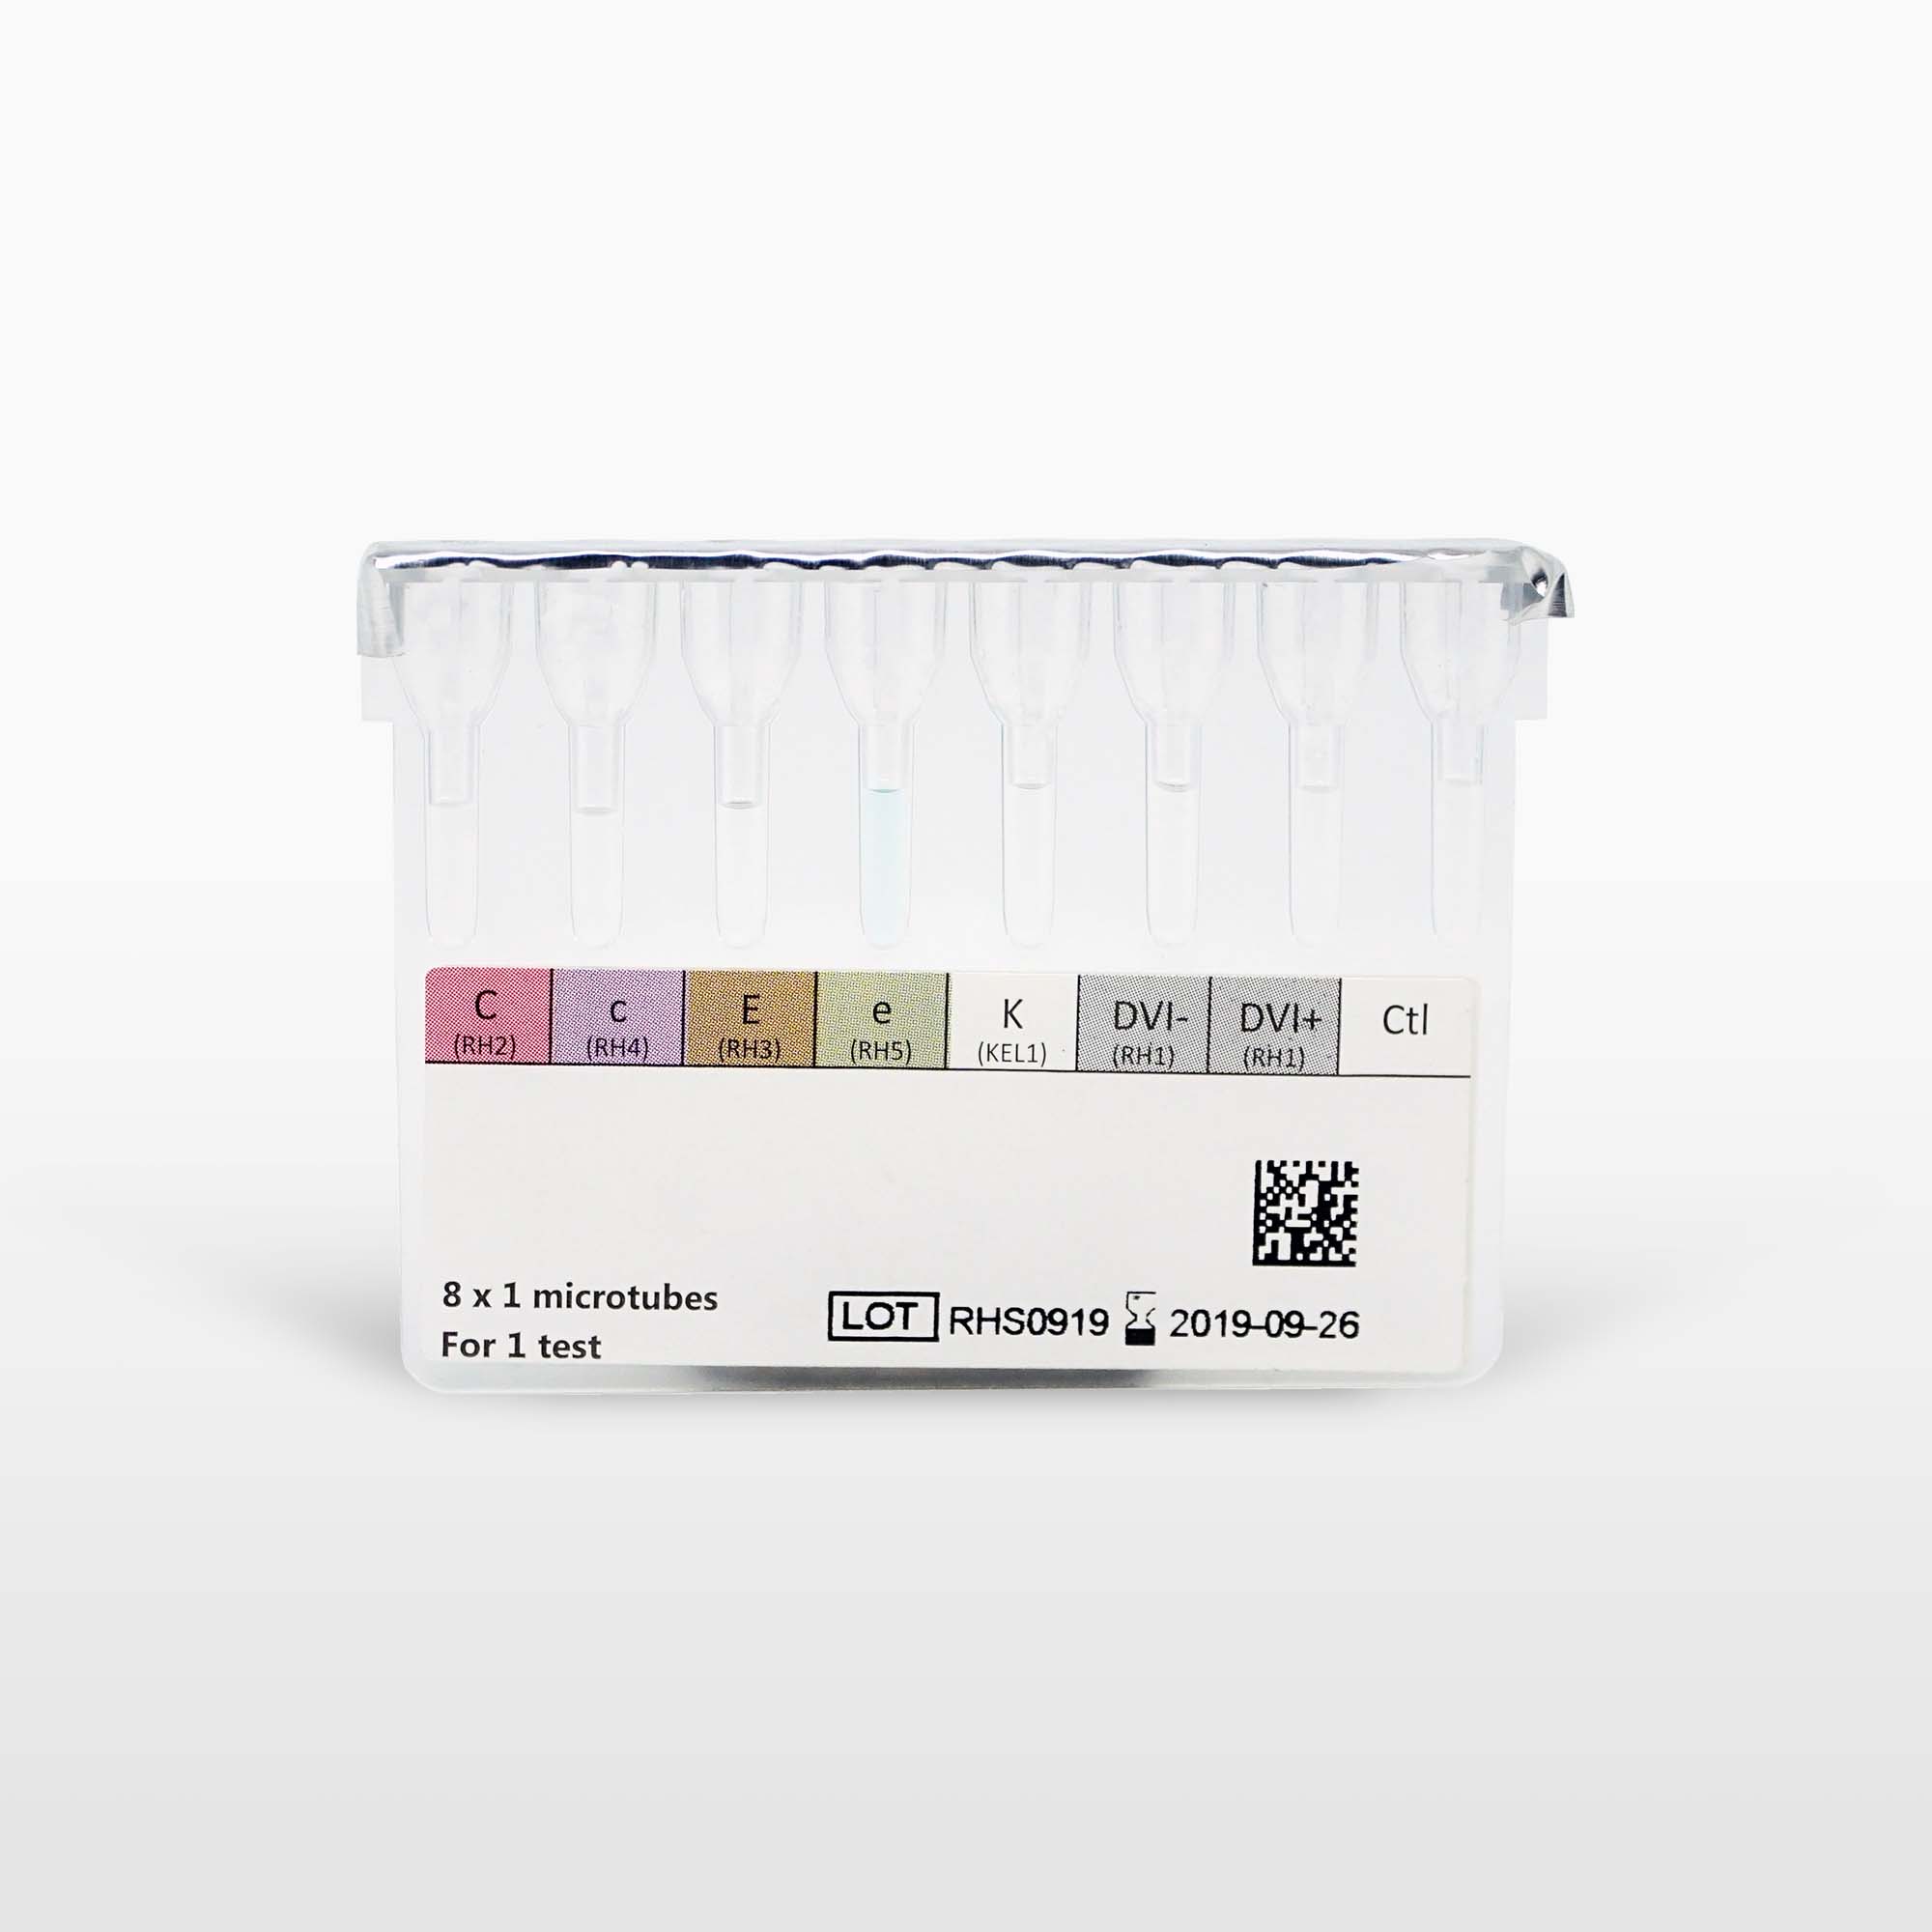 C c E e K DVI- DVI+ Ctl
(RH2) (RH4) (RH3) (RH5) (KEL1) (RH1) (RH1)
8 x 1 microtubes
For 1 test
LOT RHS0919 2019-09-26